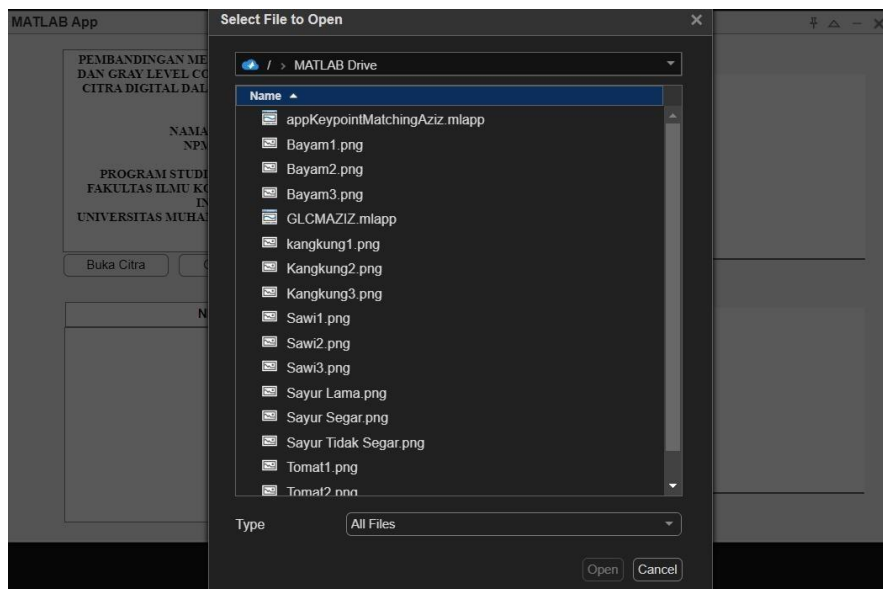 MATLAB App
PEMBANDINGAN ME
DAN GRAY LEVEL CO
CITRA DIGITAL DAL
NAMA
NPM
PROGRAM STUDI
FAKULTAS ILMU KO
IN
UNIVERSITAS MUHA
Buka Citra
N
Select File to Open
/ > MATLAB Drive
Name
appKeypointMatchingAziz.mlapp
Bayam1.png
Bayam2.png
Bayam3.png
GLCMAZIZ.mlapp
kangkung1.png
Kangkung2.png
Kangkung3.png
Sawi1.png
Sawi2.png
Sawi3.png
Sayur Lama.png
Sayur Segar.png
Sayur Tidak Segar.png
Tomat1.png
Tomat2.png
Type
All Files
Open
Cancel